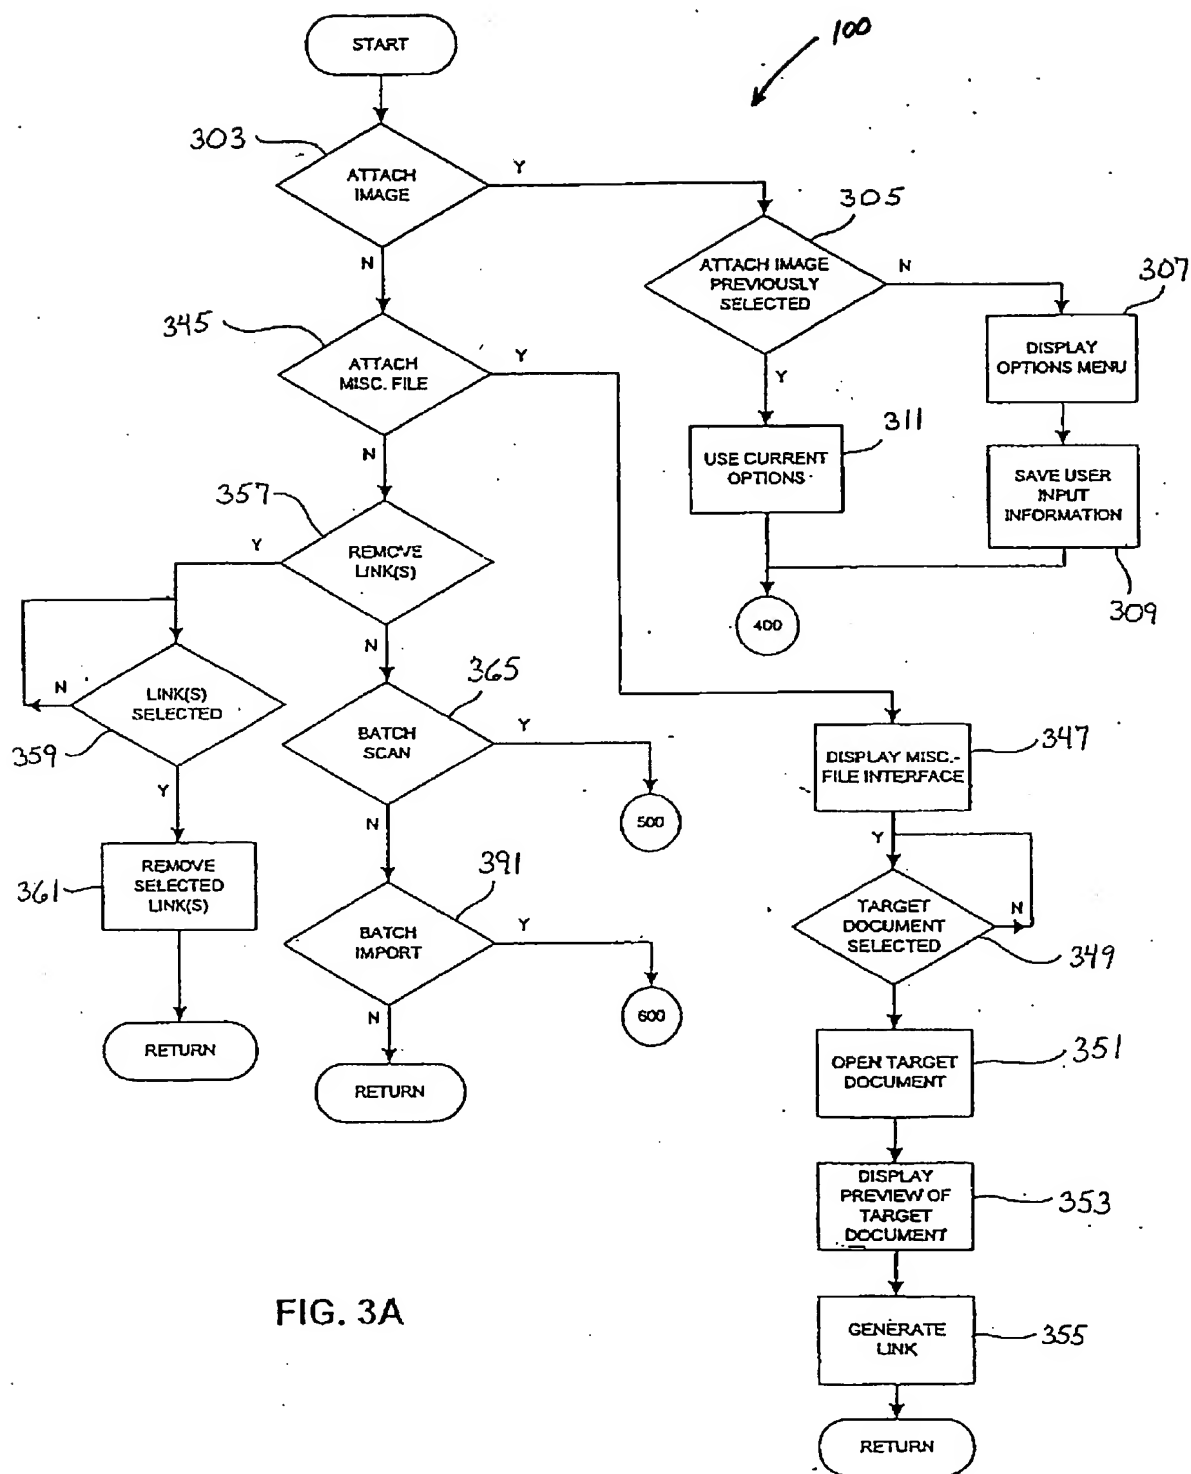 START
100
303
ATTACH
IMAGE
Y
N
305
ATTACH IMAGE
PREVIOUSLY
SELECTED
N
Y
307
DISPLAY
OPTIONS MENU
345
ATTACH
MISC. FILE
Y
N
311
USE CURRENT
OPTIONS
SAVE USER
INPUT
INFORMATION
309
400
357
REMOVE
LINK(S)
Y
N
LINK(S)
SELECTED
N
359
Y
365
BATCH
SCAN
Y
N
500
347
DISPLAY MISC.-
FILE INTERFACE
Y
TARGET
DOCUMENT
SELECTED
N
349
361
REMOVE
SELECTED
LINK(S)
391
BATCH
IMPORT
Y
N
600
RETURN
RETURN
OPEN TARGET
DOCUMENT
351
DISPLAY
PREVIEW OF
TARGET
DOCUMENT
353
GENERATE
LINK
355
RETURN
FIG. 3A